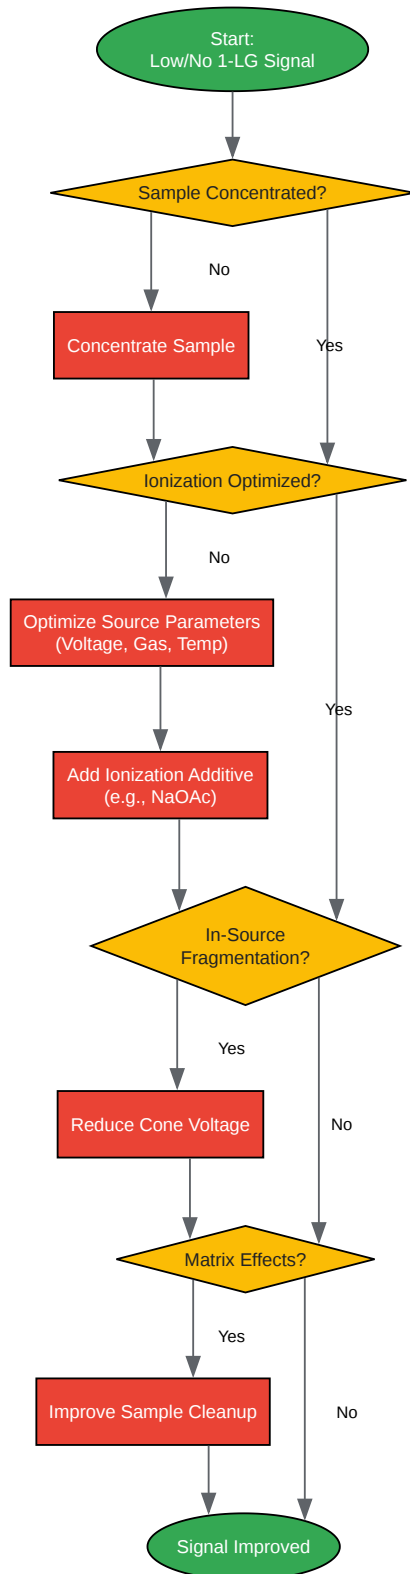 Start:
Low/No 1-LG Signal
Sample Concentrated?
No
Concentrate Sample
Yes
Ionization Optimized?
No
Optimize Source Parameters
(Voltage, Gas, Temp)
Yes
Add Ionization Additive
(e.g., NaOAc)
In-Source
Fragmentation?
Yes
Reduce Cone Voltage
No
Matrix Effects?
Yes
Improve Sample Cleanup
No
Signal Improved